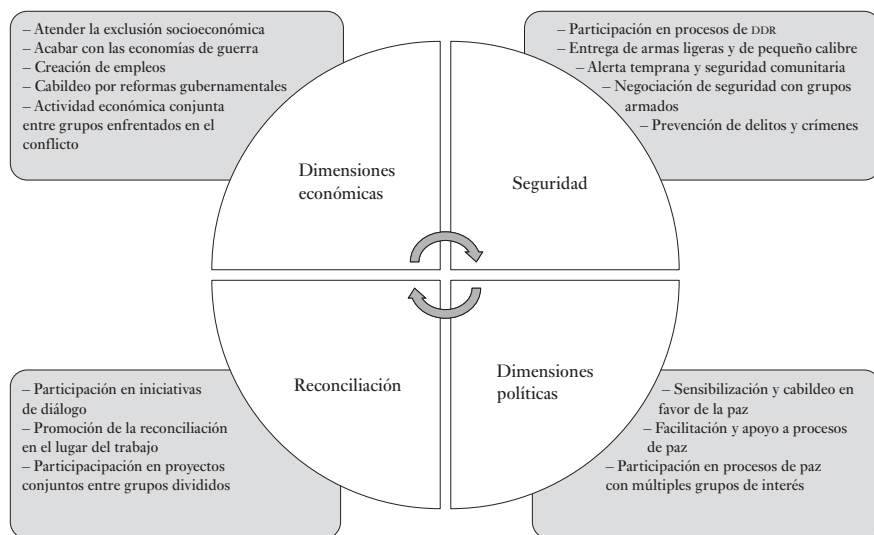 – Atender la exclusión socioeconómica
– Acabar con las economías de guerra
– Creación de empleos
– Cabildeo por reformas gubernamentales
– Actividad económica conjunta
entre grupos enfrentados en el
conflicto
– Participación en procesos de DDR
– Entrega de armas ligeras y de pequeño calibre
– Alerta temprana y seguridad comunitaria
– Negociación de seguridad con grupos
armados
– Prevención de delitos y crímenes
Dimensiones
económicas
Seguridad
Reconciliación
Dimensiones
políticas
– Participación en iniciativas
de diálogo
– Promoción de la reconciliación
en el lugar del trabajo
– Participacipación en proyectos
conjuntos entre grupos divididos
– Sensibilización y cabildeo en
favor de la paz
– Facilitación y apoyo a procesos
de paz
– Participación en procesos de paz
con múltiples grupos de interés